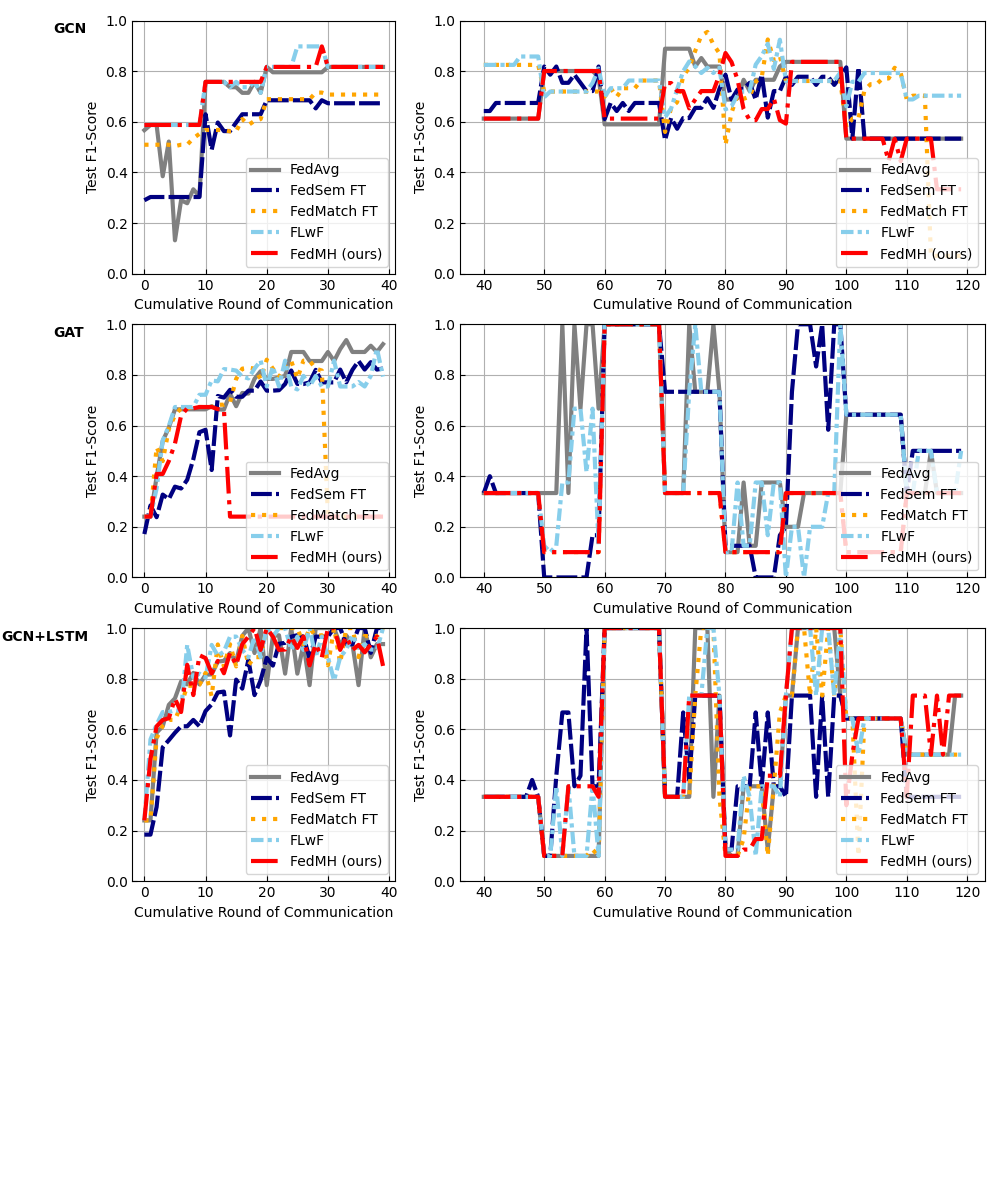 GCN
Test F1-Score
1.0
0.8
0.6
0.4
0.2
0.0
0 10 20 30 40
Cumulative Round of Communication
FedAvg
FedSem FT
FedMatch FT
FLwF
FedMH (ours)
Test F1-Score
1.0
0.8
0.6
0.4
0.2
0.0
40 50 60 70 80 90 100 110 120
Cumulative Round of Communication
FedAvg
FedSem FT
FedMatch FT
FLwF
FedMH (ours)
GAT
Test F1-Score
1.0
0.8
0.6
0.4
0.2
0.0
0 10 20 30 40
Cumulative Round of Communication
FedAvg
FedSem FT
FedMatch FT
FLwF
FedMH (ours)
Test F1-Score
1.0
0.8
0.6
0.4
0.2
0.0
40 50 60 70 80 90 100 110 120
Cumulative Round of Communication
FedAvg
FedSem FT
FedMatch FT
FLwF
FedMH (ours)
GCN+LSTM
Test F1-Score
1.0
0.8
0.6
0.4
0.2
0.0
0 10 20 30 40
Cumulative Round of Communication
FedAvg
FedSem FT
FedMatch FT
FLwF
FedMH (ours)
Test F1-Score
1.0
0.8
0.6
0.4
0.2
0.0
40 50 60 70 80 90 100 110 120
Cumulative Round of Communication
FedAvg
FedSem FT
FedMatch FT
FLwF
FedMH (ours)